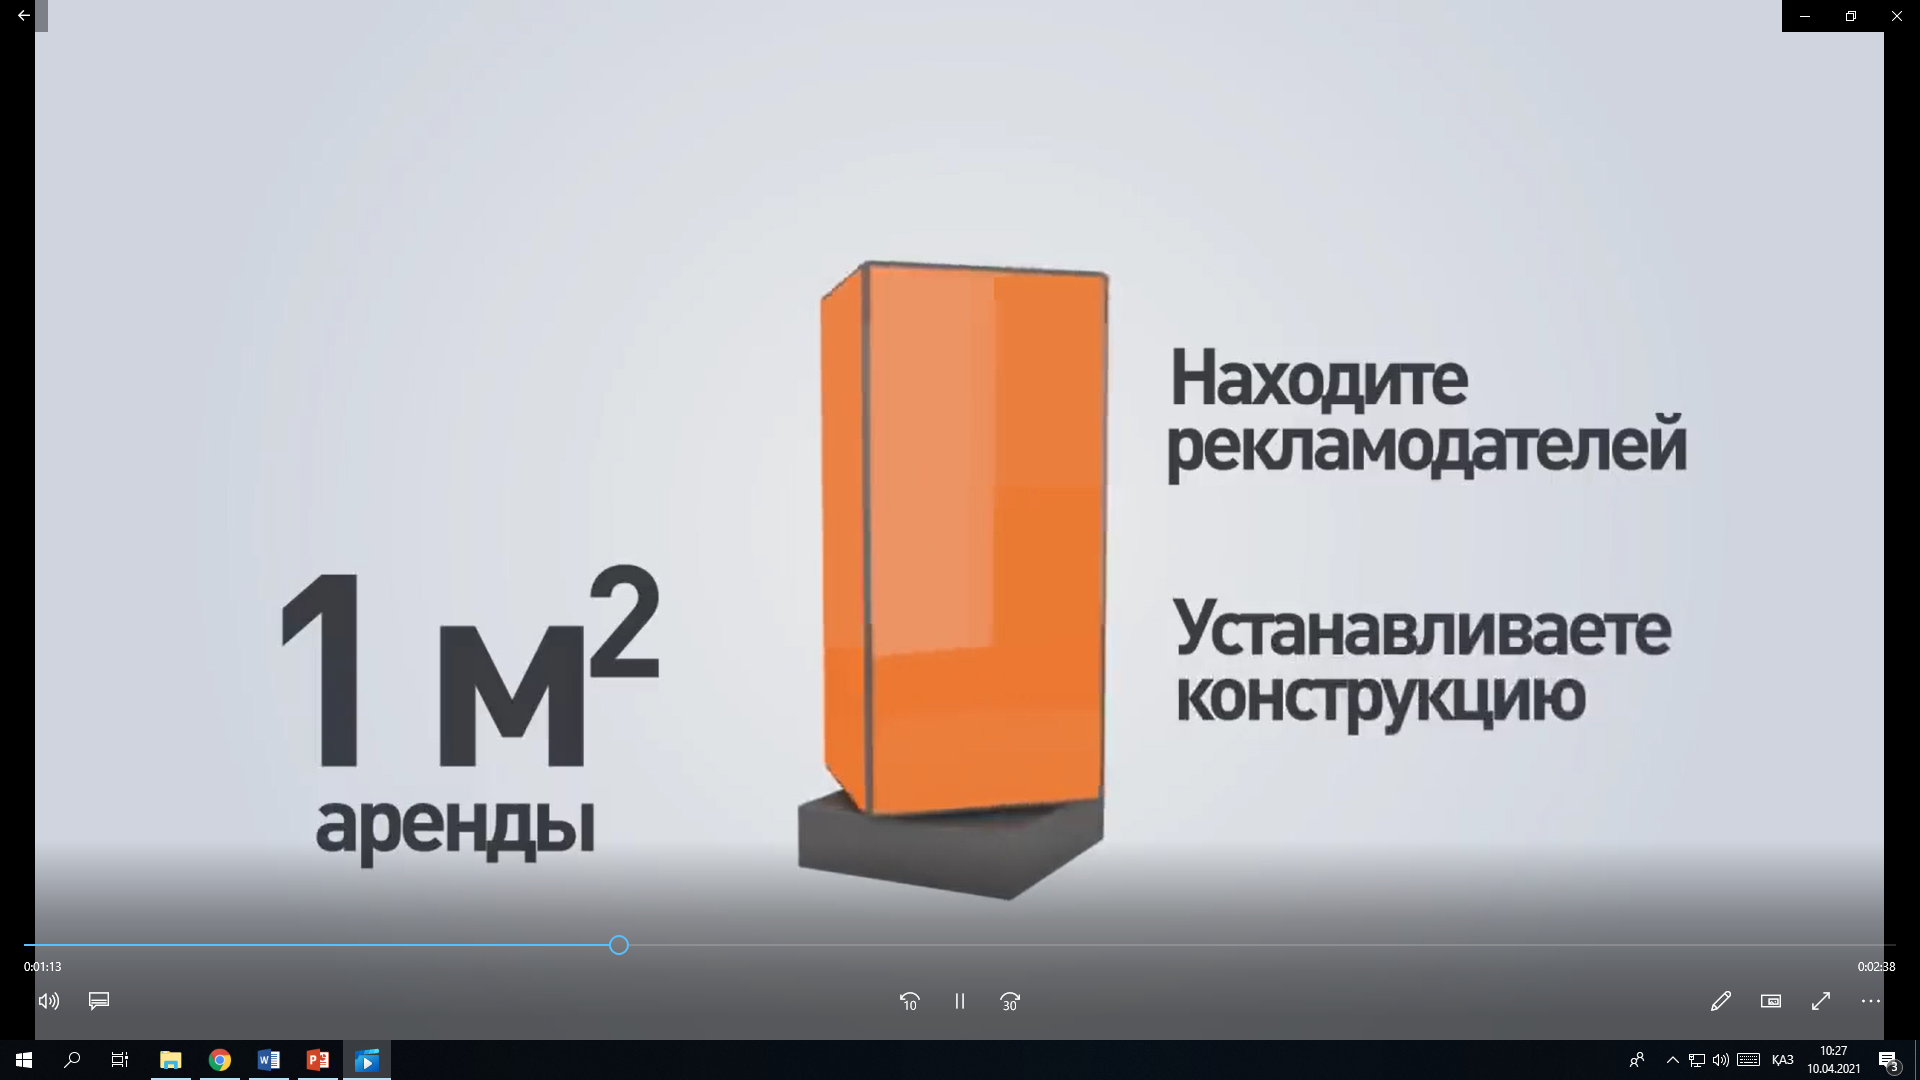 Находите
рекламодателей
1 м²
аренды
Устанавливаете
конструкцию
0:01:13
0:02:38
10
30
ҚАЗ
10:27
10.04.2021
3